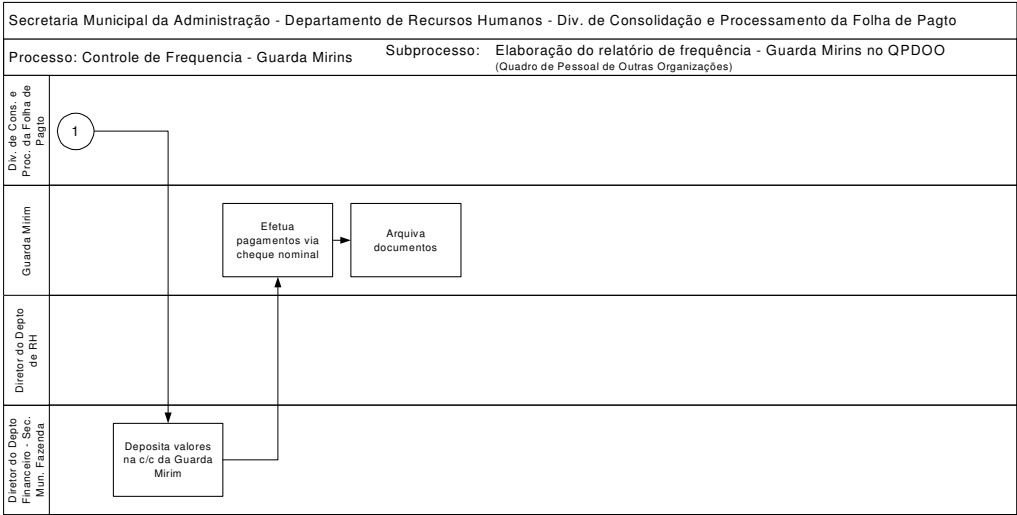 Secretaria Municipal da Administração - Departamento de Recursos Humanos - Div. de Consolidação e Processamento da Folha de Pagto
Processo: Controle de Frequencia - Guarda Mirins
Subprocesso: Elaboração do relatório de frequência - Guarda Mirins no QPDOO
(Quadro de Pessoal de Outras Organizações)
Div. de Cons. e
Proc. da Folha de
Pagto
1
Guarda Mirim
Efetua
pagamentos via
cheque nominal
Arquiva
documentos
Diretor do Depto
de RH
Diretor do Depto
Financeiro - Sec.
Mun. Fazenda
Deposita valores
na c/c da Guarda
Mirim